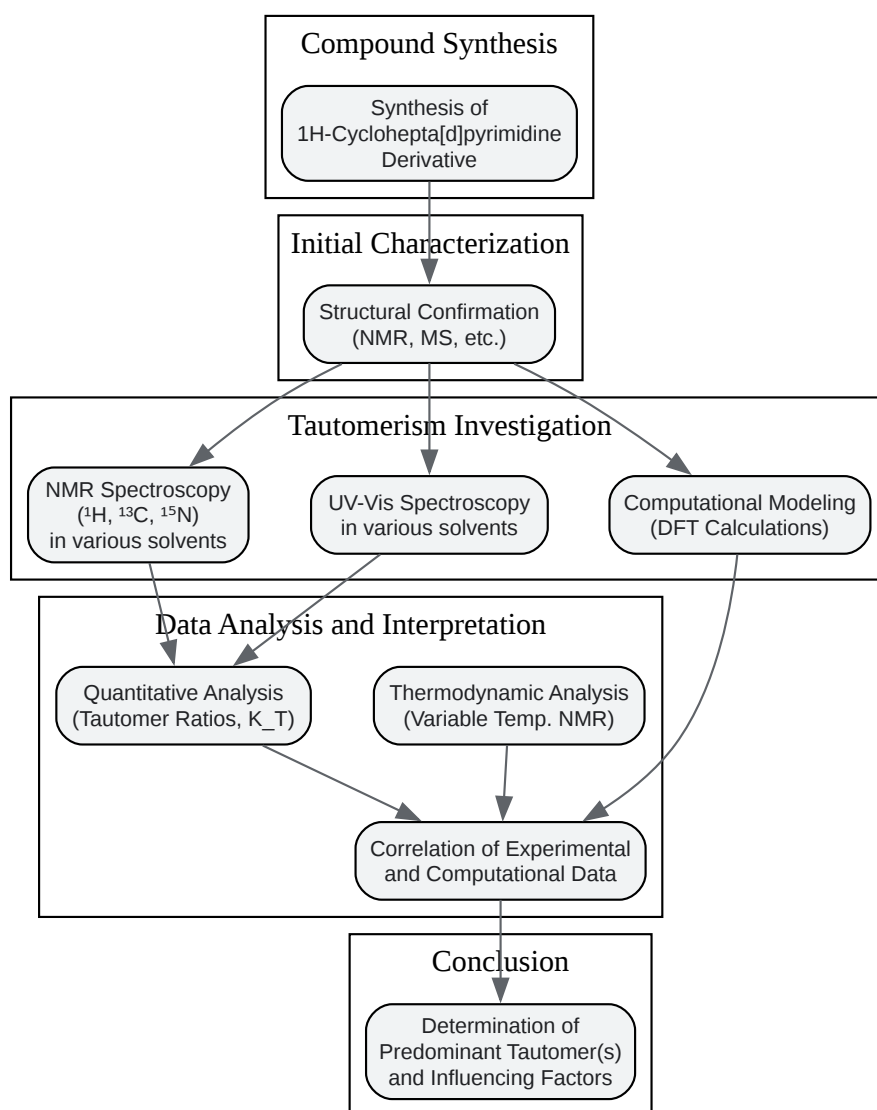 Compound Synthesis
Synthesis of
1H-Cyclohepta[d]pyrimidine
Derivative
Initial Characterization
Structural Confirmation
(NMR, MS, etc.)
Tautomerism Investigation
NMR Spectroscopy
(¹H, ¹³C, ¹⁵N)
in various solvents
UV-Vis Spectroscopy
in various solvents
Computational Modeling
(DFT Calculations)
Data Analysis and Interpretation
Quantitative Analysis
(Tautomer Ratios, K_T)
Thermodynamic Analysis
(Variable Temp. NMR)
Correlation of Experimental
and Computational Data
Conclusion
Determination of
Predominant Tautomer(s)
and Influencing Factors